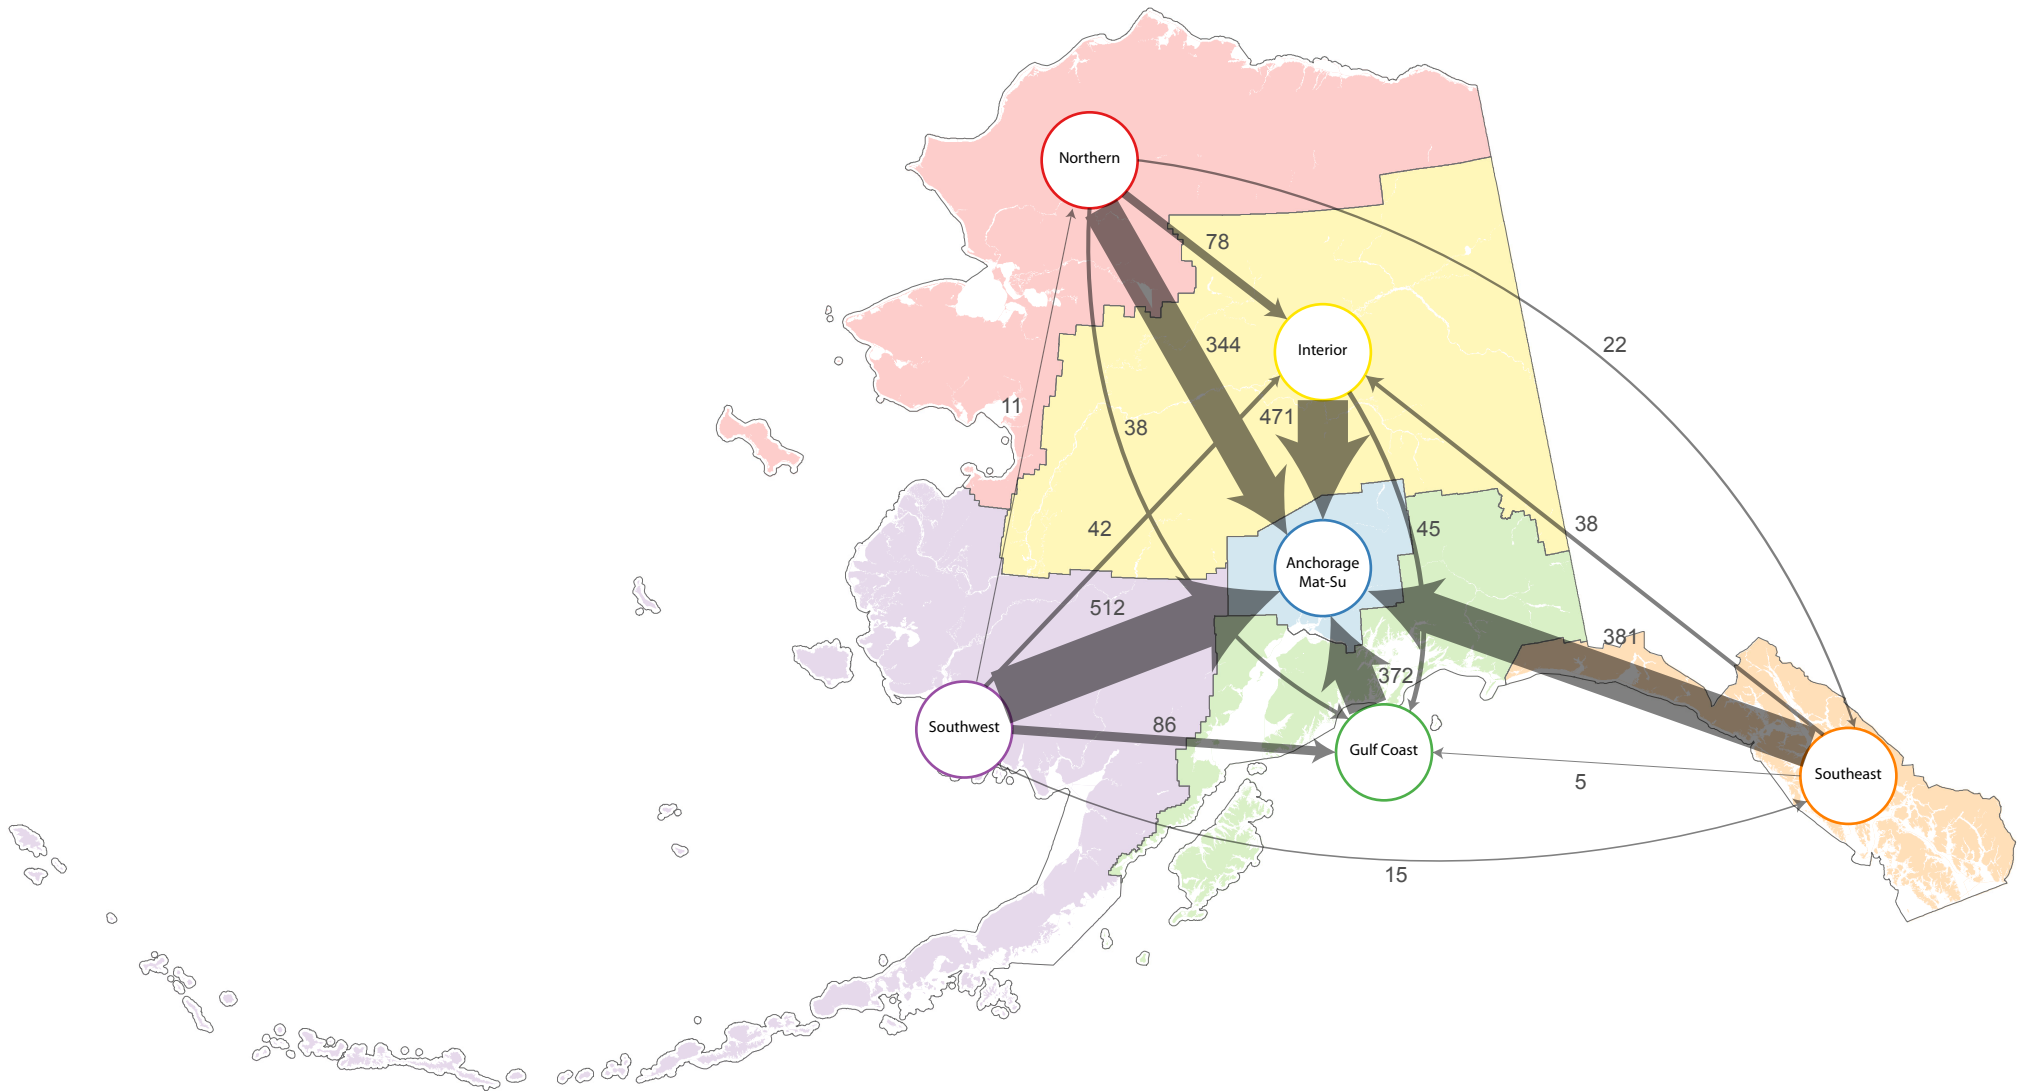 Northern
78
Interior
344
22
11
38
471
42
45
38
Anchorage
Mat-Su
512
381
372
Southwest
86
Gulf Coast
5
Southeast
15